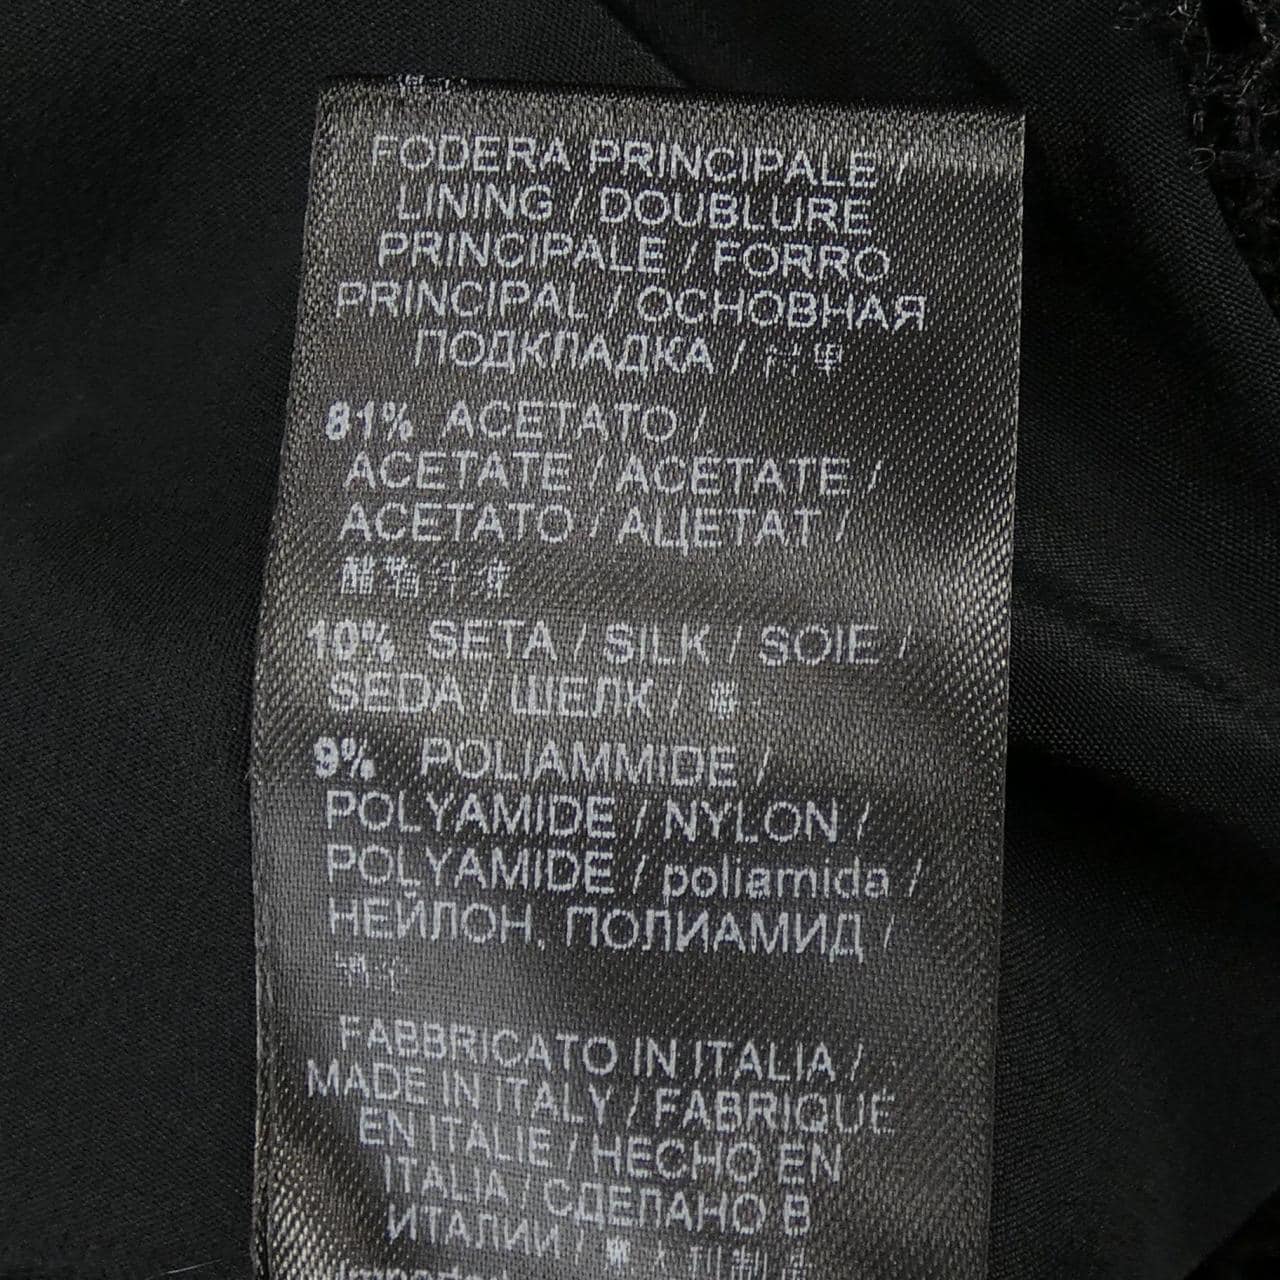 FODERA PRINCIPALE /
LINING / DOUBLURE
PRINCIPALE / FORRO
PRINCIPAL / ОСНОВНАЯ
ПОДКЛАДКА /
81% ACETATO /
ACETATE / ACETATE /
ACETATO / АЦЕТАТ /
10% SETA / SILK / SOIE /
SEDA / ШЕЛК /
9% POLIAMMIDE /
POLYAMIDE / NYLON /
POLYAMIDE / poliamida /
НЕЙЛОН, ПОЛИАМИД /
FABBRICATO IN ITALIA /
MADE IN ITALY / FABRIQUÉ
EN ITALIE / HECHO EN
ITALIA / СДЕЛАНО В
ИТАЛИИ /